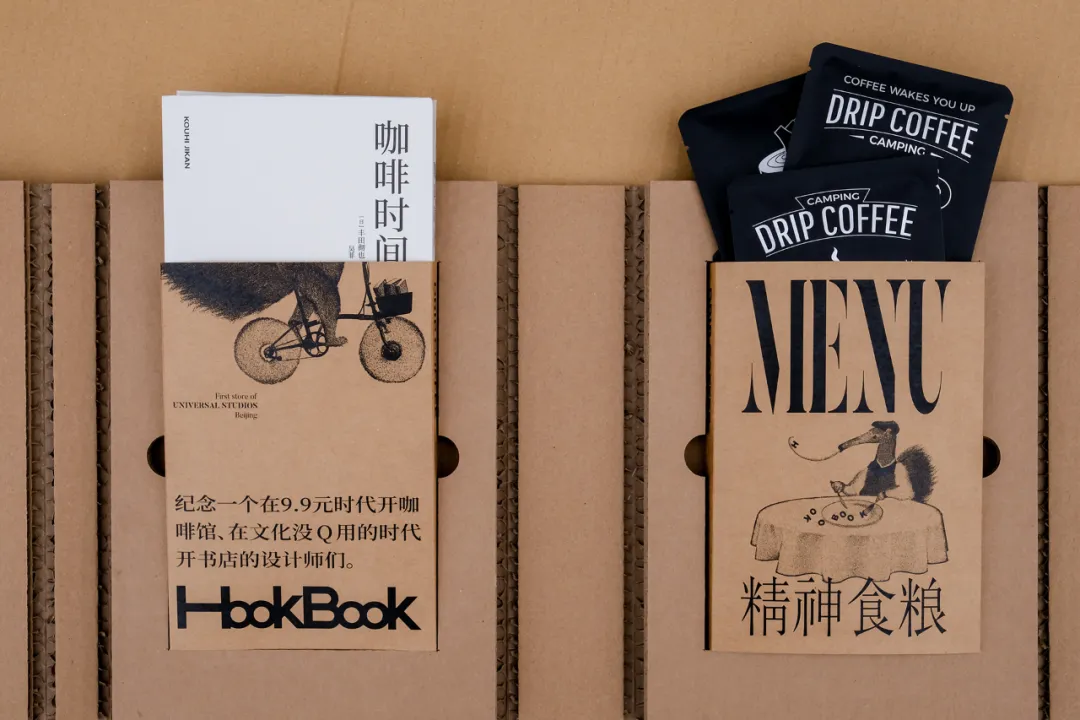 KOUHI JIKAN
咖啡时间
First store of
UNIVERSAL STUDIOS
Beijing
纪念一个在9.9元时代开咖
啡馆、在文化没Q用的时代
开书店的设计师们。
HookBook
COFFEE WAKES YOU UP
DRIP COFFEE
CAMPING
CAMPING
DRIP COFFEE
MENU
精神食粮